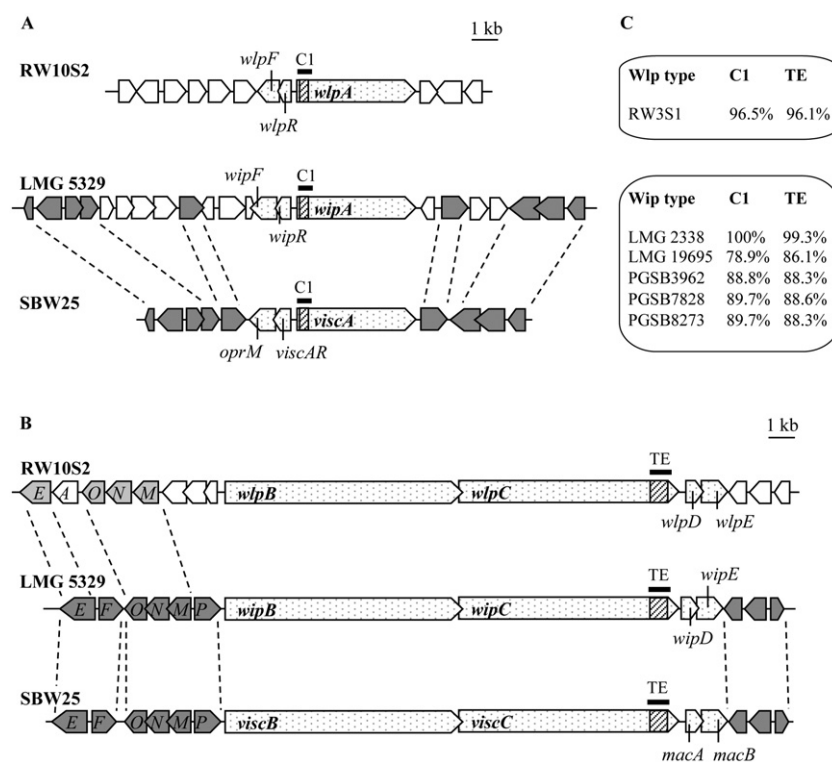 A
1 kb
C
RW10S2
wlpF
C1
wlpA
wlpR
Wlp type C1 TE
RW3S1 96.5% 96.1%
LMG 5329
wipF
C1
wipA
wipR
SBW25
C1
viscA
oprM viscAR
Wip type C1 TE
LMG 2338 100% 99.3%
LMG 19695 78.9% 86.1%
PGSB3962 88.8% 88.3%
PGSB7828 89.7% 88.6%
PGSB8273 89.7% 88.3%
B
1 kb
RW10S2
TE
E A O N M wlpB wlpC
wlpD wlpE
LMG 5329
TE wipE
E F O N M P wipB wipC
wipD
SBW25
TE
E F O N M P viscB viscC
macA macB